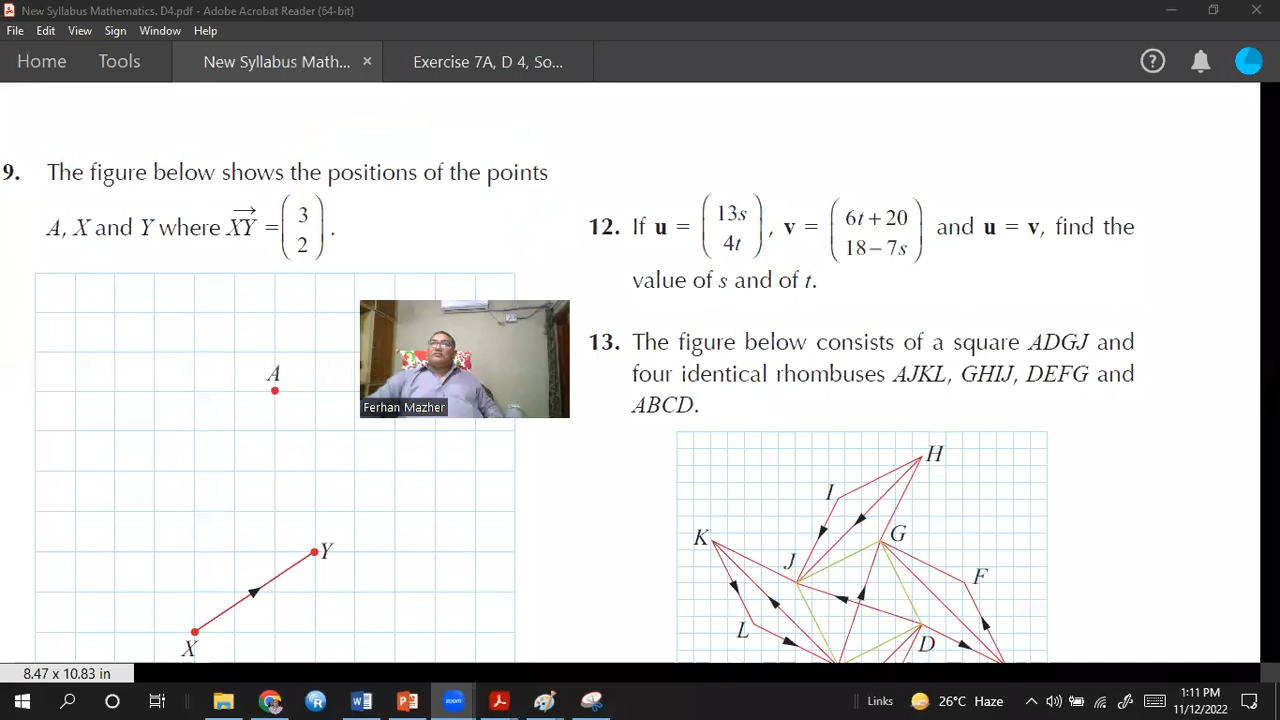 New Syllabus Mathematics. D4.pdf - Adobe Acrobat Reader (64-bit)
File Edit View Sign Window Help
Home Tools New Syllabus Math... × Exercise 7A, D 4, So...
9. The figure below shows the positions of the points
A, X and Y where XY = ( 3 2 ) .
A
Y
X
Ferhan Mazher
12. If u = ( 13s 4t ), v = ( 6t + 20 18 – 7s ) and u = v, find the
value of s and of t.
13. The figure below consists of a square ADGJ and
four identical rhombuses AJKL, GHIJ, DEFG and
ABCD.
H
I
K
G
J
F
L
D
8.47 x 10.83 in
Links 26°C Haze
1:11 PM
11/12/2022